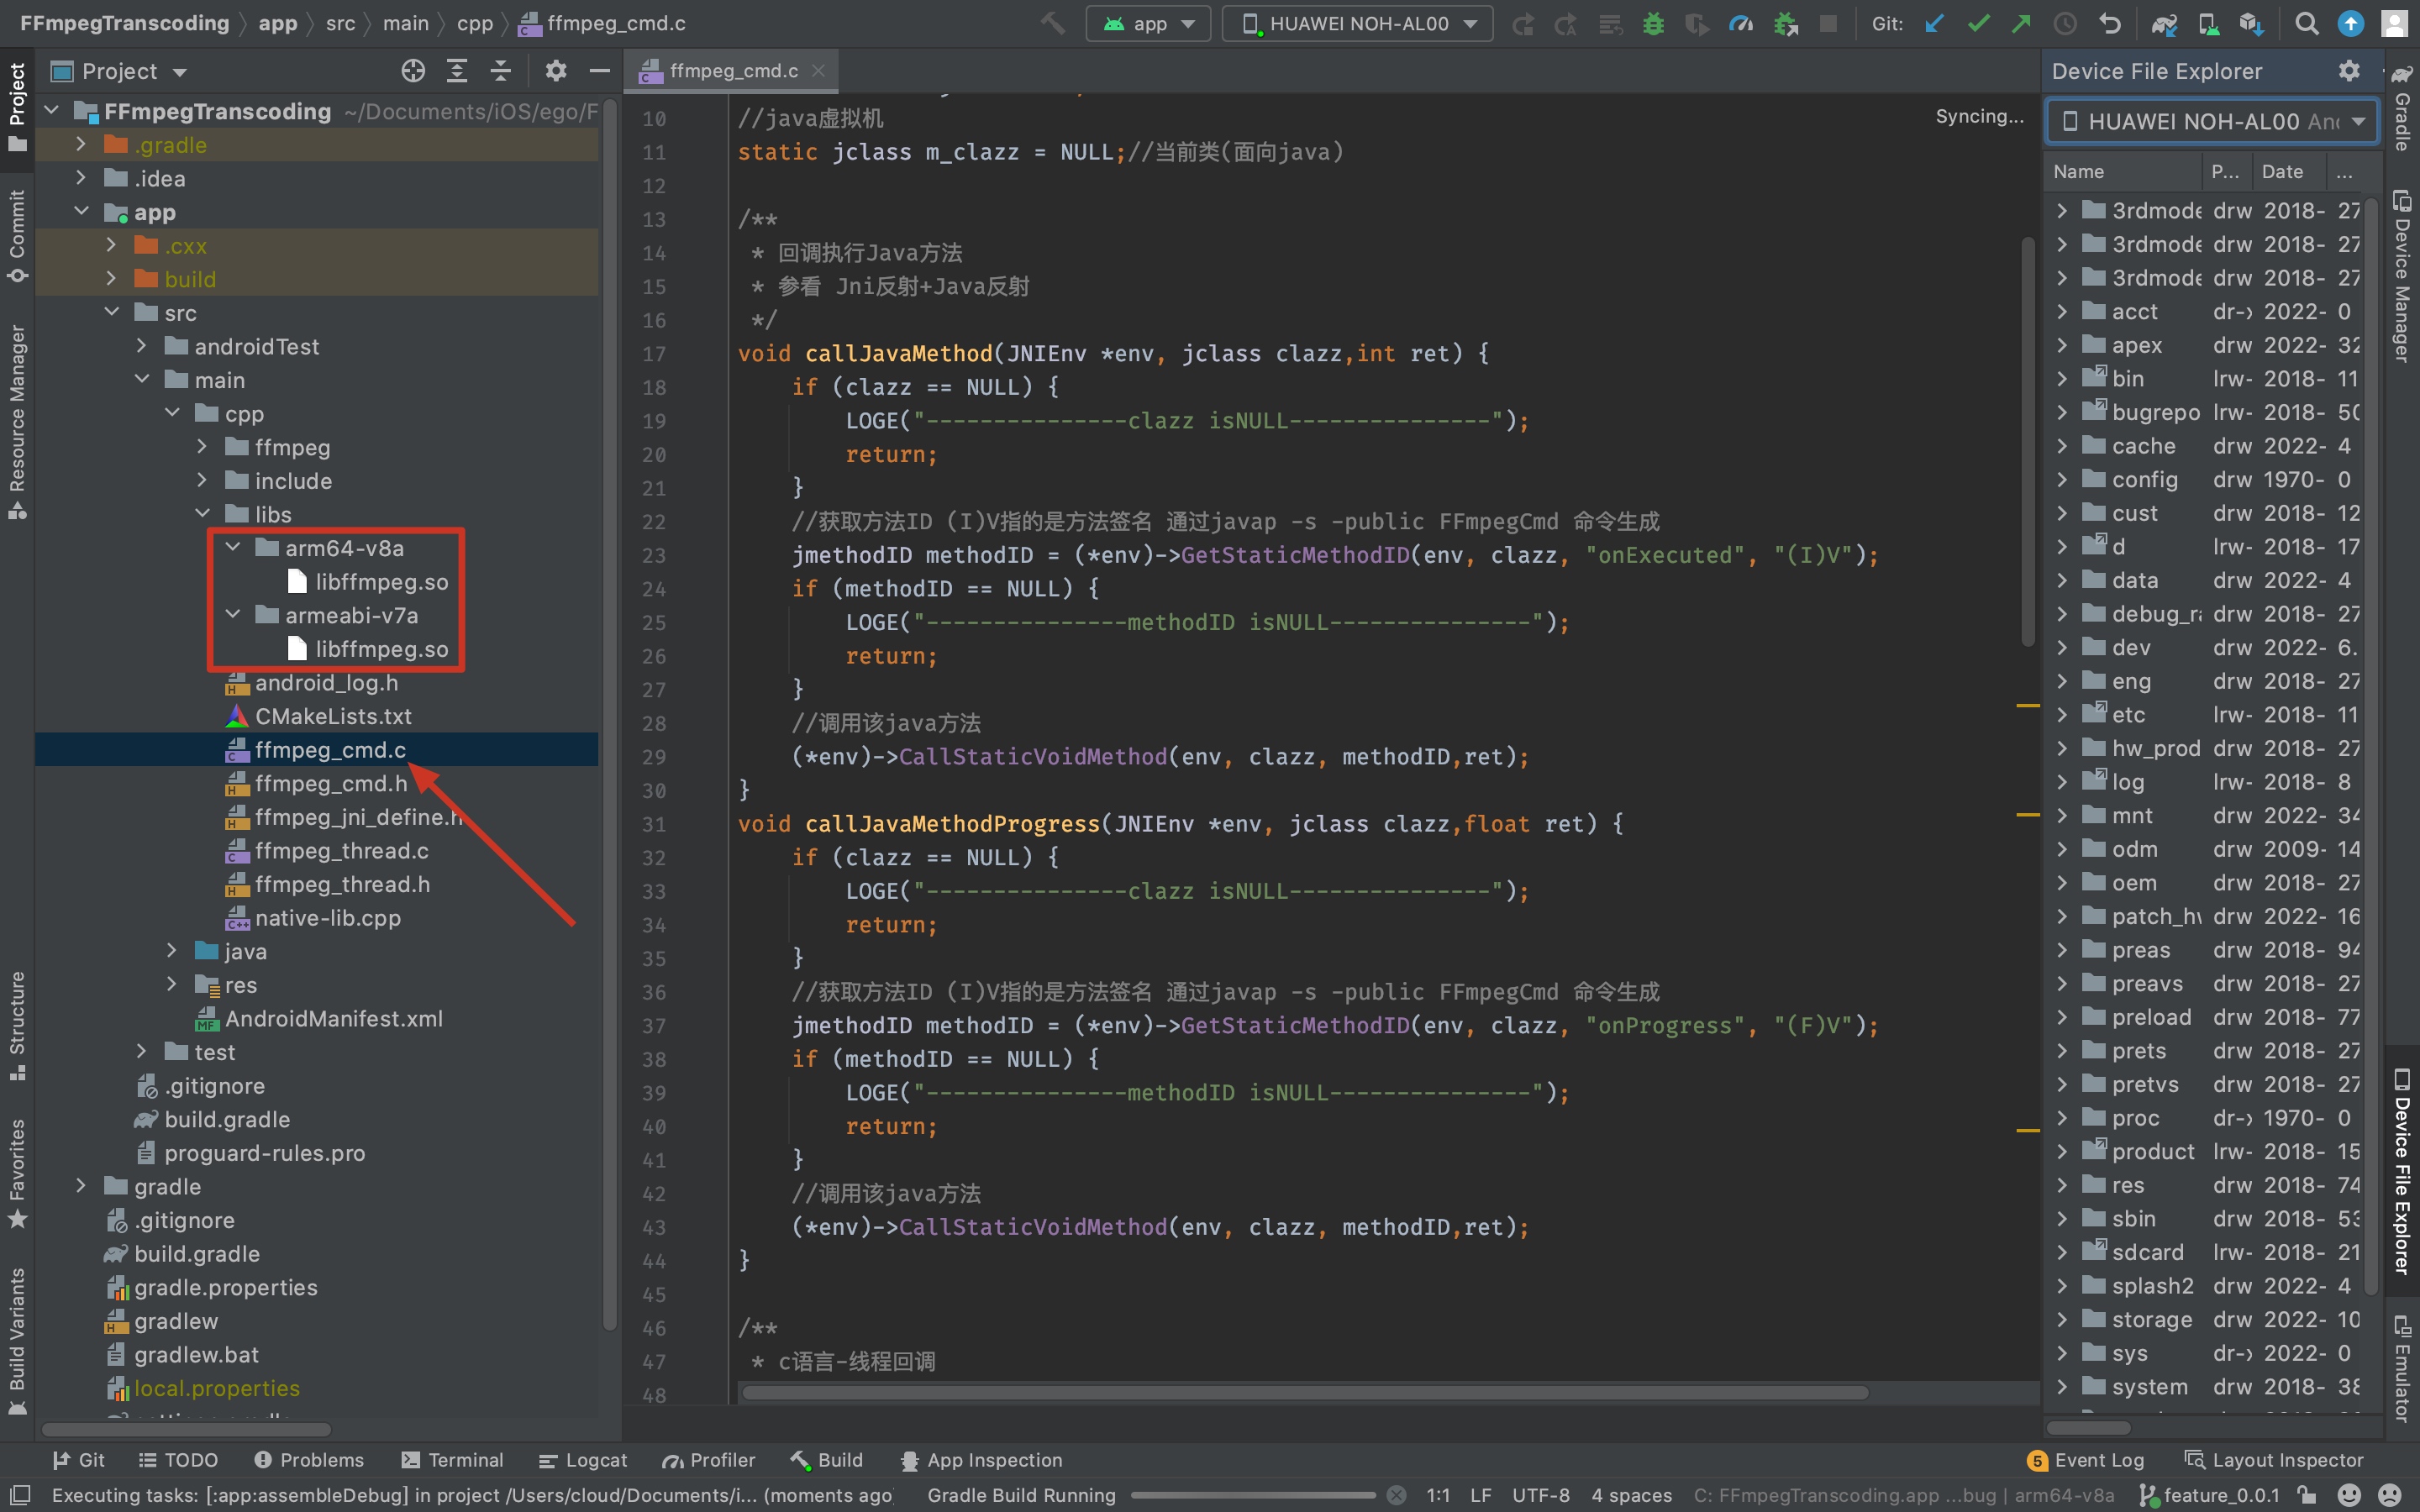 FFmpegTranscoding app src main cpp ffmpeg_cmd.c
app
HUAWEI NOH-AL00
Git:
Project
ffmpeg_cmd.c
Device File Explorer
Project
Commit
Resource Manager
Structure
Favorites
Build Variants
FFmpegTranscoding ~/Documents/iOS/ego/F
.gradle
.idea
app
.cxx
build
src
androidTest
main
cpp
ffmpeg
include
libs
arm64-v8a
libffmpeg.so
armeabi-v7a
libffmpeg.so
android_log.h
CMakeLists.txt
ffmpeg_cmd.c
ffmpeg_cmd.h
ffmpeg_jni_define.h
ffmpeg_thread.c
ffmpeg_thread.h
native-lib.cpp
java
res
AndroidManifest.xml
test
.gitignore
build.gradle
proguard-rules.pro
gradle
.gitignore
build.gradle
gradle.properties
gradlew
gradlew.bat
local.properties
Syncing...
10 //java虚拟机
11 static jclass m_clazz = NULL;//当前类(面向java)
12
13 /**
14 * 回调执行Java方法
15 * 参看 Jni反射+Java反射
16 */
17 void callJavaMethod(JNIEnv *env, jclass clazz,int ret) {
18 if (clazz == NULL) {
19 LOGE("---------------clazz isNULL---------------");
20 return;
21 }
22 //获取方法ID (I)V指的是方法签名 通过javap -s -public FFmpegCmd 命令生成
23 jmethodID methodID = (*env)->GetStaticMethodID(env, clazz, "onExecuted", "(I)V");
24 if (methodID == NULL) {
25 LOGE("---------------methodID isNULL---------------");
26 return;
27 }
28 //调用该java方法
29 (*env)->CallStaticVoidMethod(env, clazz, methodID,ret);
30 }
31 void callJavaMethodProgress(JNIEnv *env, jclass clazz,float ret) {
32 if (clazz == NULL) {
33 LOGE("---------------clazz isNULL---------------");
34 return;
35 }
36 //获取方法ID (I)V指的是方法签名 通过javap -s -public FFmpegCmd 命令生成
37 jmethodID methodID = (*env)->GetStaticMethodID(env, clazz, "onProgress", "(F)V");
38 if (methodID == NULL) {
39 LOGE("---------------methodID isNULL---------------");
40 return;
41 }
42 //调用该java方法
43 (*env)->CallStaticVoidMethod(env, clazz, methodID,ret);
44 }
45
46 /**
47 * c语言-线程回调
48
HUAWEI NOH-AL00 An
Name P... Date ...
3rdmode drw 2018- 27
3rdmode drw 2018- 27
3rdmode drw 2018- 27
acct dr-x 2022- 0
apex drw 2022- 32
bin lrw- 2018- 11
bugrepo lrw- 2018- 50
cache drw 2022- 4
config drw 1970- 0
cust drw 2018- 12
d lrw- 2018- 17
data drw 2022- 4
debug_ra drw 2018- 27
dev drw 2022- 6.
eng drw 2018- 27
etc lrw- 2018- 11
hw_prod drw 2018- 27
log lrw- 2018- 8
mnt drw 2022- 34
odm drw 2009- 14
oem drw 2018- 27
patch_hw drw 2022- 16
preas drw 2018- 94
preavs drw 2018- 27
preload drw 2018- 77
prets drw 2018- 27
pretvs drw 2018- 27
proc dr-x 1970- 0
product lrw- 2018- 15
res drw 2018- 74
sbin drw 2018- 53
sdcard lrw- 2018- 21
splash2 drw 2022- 4
storage drw 2022- 10
sys dr-x 2022- 0
system drw 2018- 38
Gradle
Device Manager
Device File Explorer
Emulator
Git TODO Problems Terminal Logcat Profiler Build App Inspection
5 Event Log Layout Inspector
Executing tasks: [:app:assembleDebug] in project /Users/cloud/Documents/i... (moments ago
Gradle Build Running
1:1 LF UTF-8 4 spaces C: FFmpegTranscoding.app ...bug | arm64-v8a feature_0.0.1